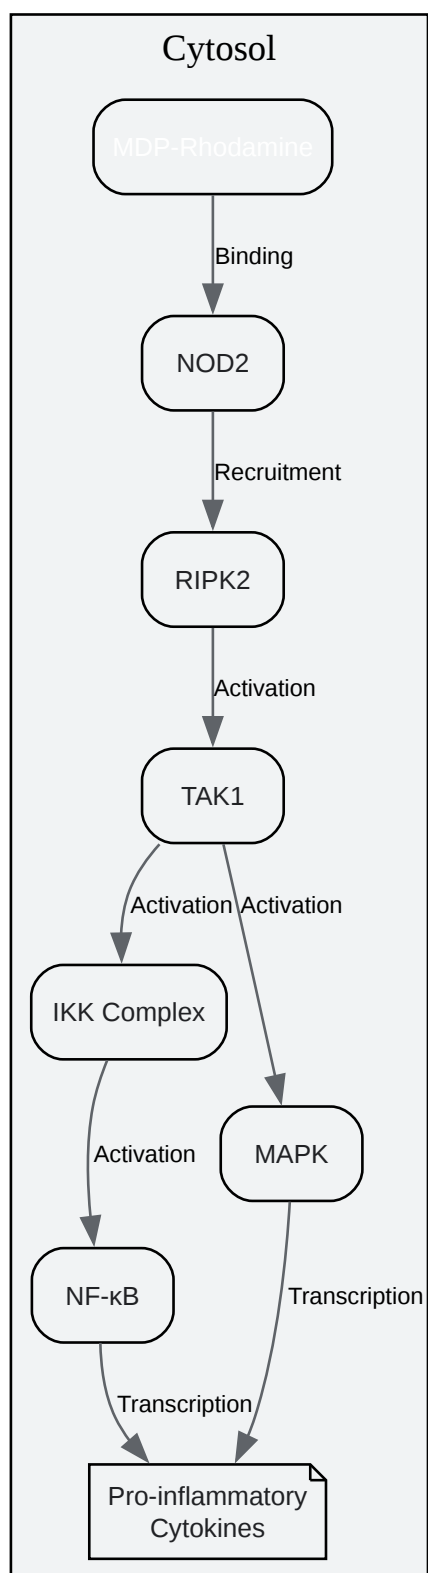 Cytosol
MDP-Rhodamine
Binding
NOD2
Recruitment
RIPK2
Activation
TAK1
Activation
Activation
IKK Complex
MAPK
Activation
NF-κB
Transcription
Transcription
Pro-inflammatory
Cytokines